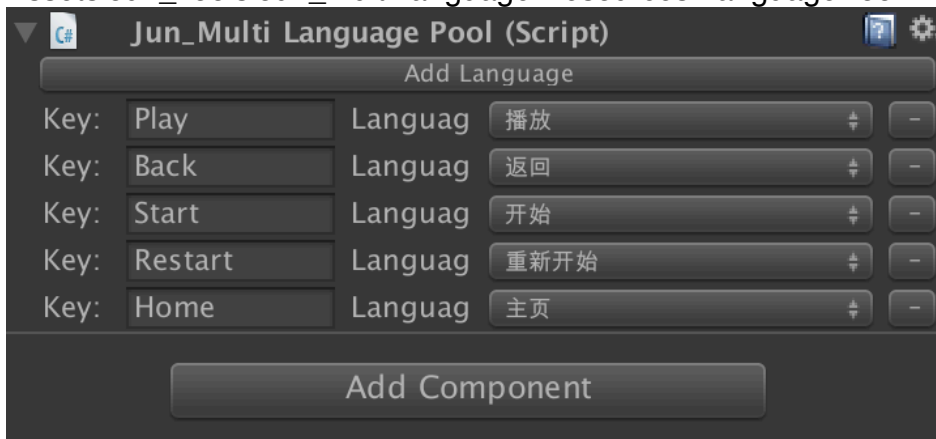 Jun_Multi Language Pool (Script)
Add Language
Key: Play Languag 播放
Key: Back Languag 返回
Key: Start Languag 开始
Key: Restart Languag 重新开始
Key: Home Languag 主页
Add Component